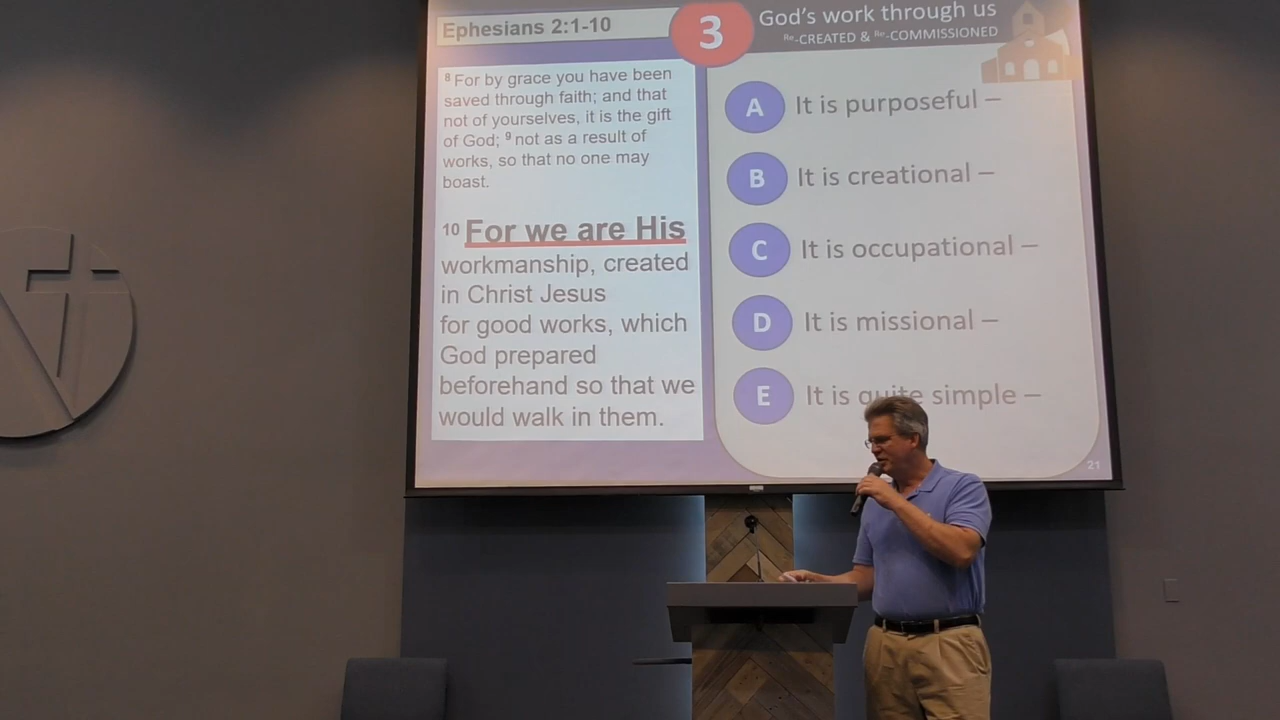 Ephesians 2:1-10
3
God's work through us
Re-CREATED & Re-COMMISSIONED
8 For by grace you have been
saved through faith; and that
not of yourselves, it is the gift
of God; 9 not as a result of
works, so that no one may
boast.
10 For we are His
workmanship, created
in Christ Jesus
for good works, which
God prepared
beforehand so that we
would walk in them.
A It is purposeful –
B It is creational –
C It is occupational –
D It is missional –
E It is quite simple –
21